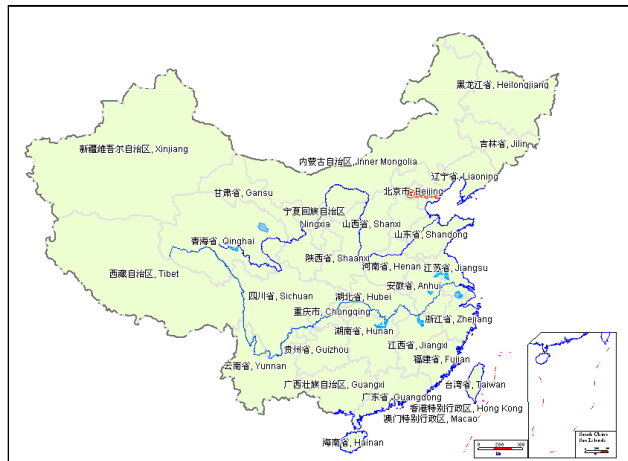 黑龙江省, Heilongjiang
吉林省, Jilin
新疆维吾尔自治区, Xinjiang
内蒙古自治区, Inner Mongolia
辽宁省, Liaoning
甘肃省, Gansu
北京市, Beijing
宁夏回族自治区
Ningxia
山西省, Shanxi
山东省, Shandong
青海省, Qinghai
陕西省, Shaanxi
河南省, Henan
江苏省, Jiangsu
西藏自治区, Tibet
安徽省, Anhui
四川省, Sichuan
湖北省, Hubei
重庆市, Chongqing
浙江省, Zhejiang
湖南省, Hunan
贵州省, Guizhou
江西省, Jiangxi
福建省, Fujian
云南省, Yunnan
广西壮族自治区, Guangxi
台湾省, Taiwan
广东省, Guangdong
香港特别行政区, Hong Kong
澳门特别行政区, Macao
海南省, Hainan
South China
Sea Islands
0 200 300
km